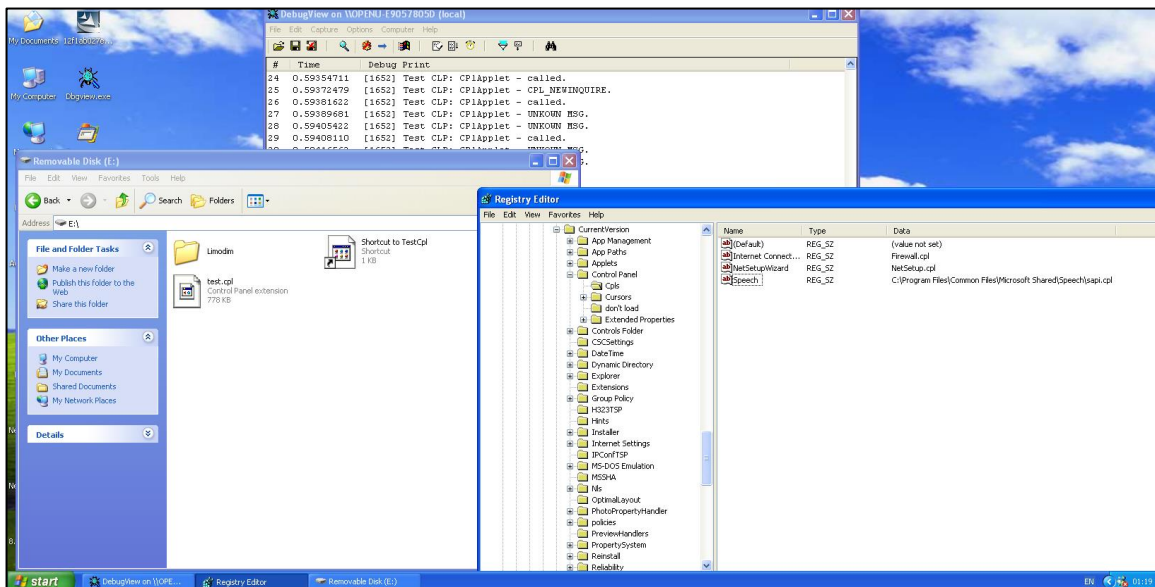 My Documents
DebugView on \\OPENU-E9057805D (local)
File Edit Capture Options Computer Help
My Computer Dbgview.exe
# Time Debug Print
24 0.59354711 [1652] Test CLP: CPlApplet - called.
25 0.59372479 [1652] Test CLP: CPlApplet - CPL_NEWINQUIRE.
26 0.59381622 [1652] Test CLP: CPlApplet - called.
27 0.59389681 [1652] Test CLP: CPlApplet - UNKOUN MSG.
28 0.59405422 [1652] Test CLP: CPlApplet - UNKOUN MSG.
29 0.59408110 [1652] Test CLP: CPlApplet - called.
Removable Disk (E:)
File Edit View Favorites Tools Help
Back Search Folders
Address E:\
File and Folder Tasks
Make a new folder
Publish this folder to the
Web
Share this folder
Other Places
My Computer
My Documents
Shared Documents
My Network Places
Details
Limodim
Shortcut to TestCpl
Shortcut
1 KB
test.cpl
Control Panel extension
778 KB
Registry Editor
File Edit View Favorites Help
CurrentVersion
App Management
App Paths
Applets
Control Panel
Cpls
Cursors
don't load
Extended Properties
Controls Folder
CSCSettings
DateTime
Dynamic Directory
Explorer
Extensions
Group Policy
H323TSP
Hints
Installer
Internet Settings
IPConfTSP
MS-DOS Emulation
MSSHA
Nls
OptimalLayout
PhotoPropertyHandler
policies
PreviewHandlers
PropertySystem
Reinstall
Reliability
Name Type Data
(Default) REG_SZ (value not set)
Internet Connect... REG_SZ Firewall.cpl
NetSetupWizard REG_SZ NetSetup.cpl
Speech REG_SZ C:\Program Files\Common Files\Microsoft Shared\Speech\sapi.cpl
start DebugView on \\OPE... Registry Editor Removable Disk (E:) EN 01:19